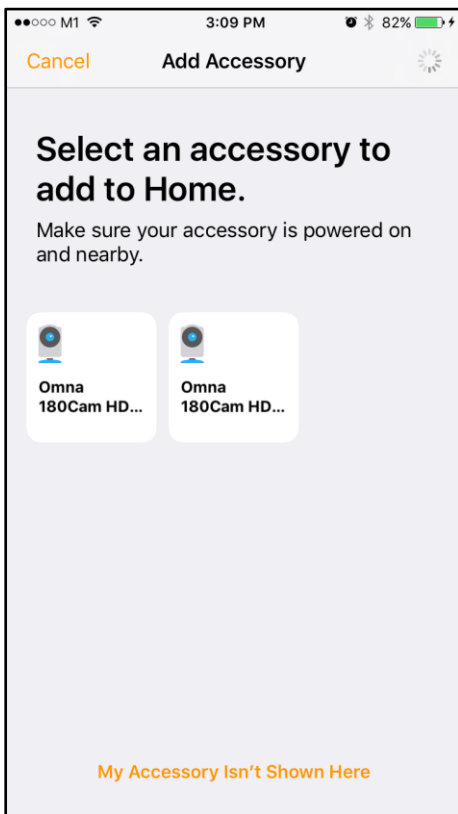 M1 3:09 PM 82%
Cancel Add Accessory
Select an accessory to
add to Home.
Make sure your accessory is powered on
and nearby.
Omna
180Cam HD...
Omna
180Cam HD...
My Accessory Isn’t Shown Here